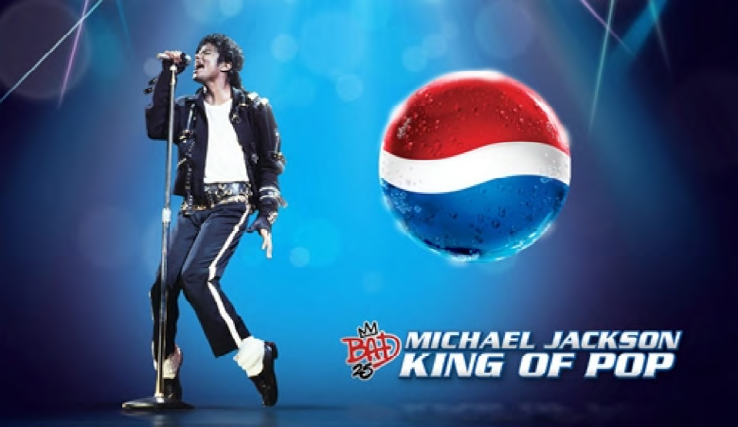 BAD
25
MICHAEL JACKSON
KING OF POP